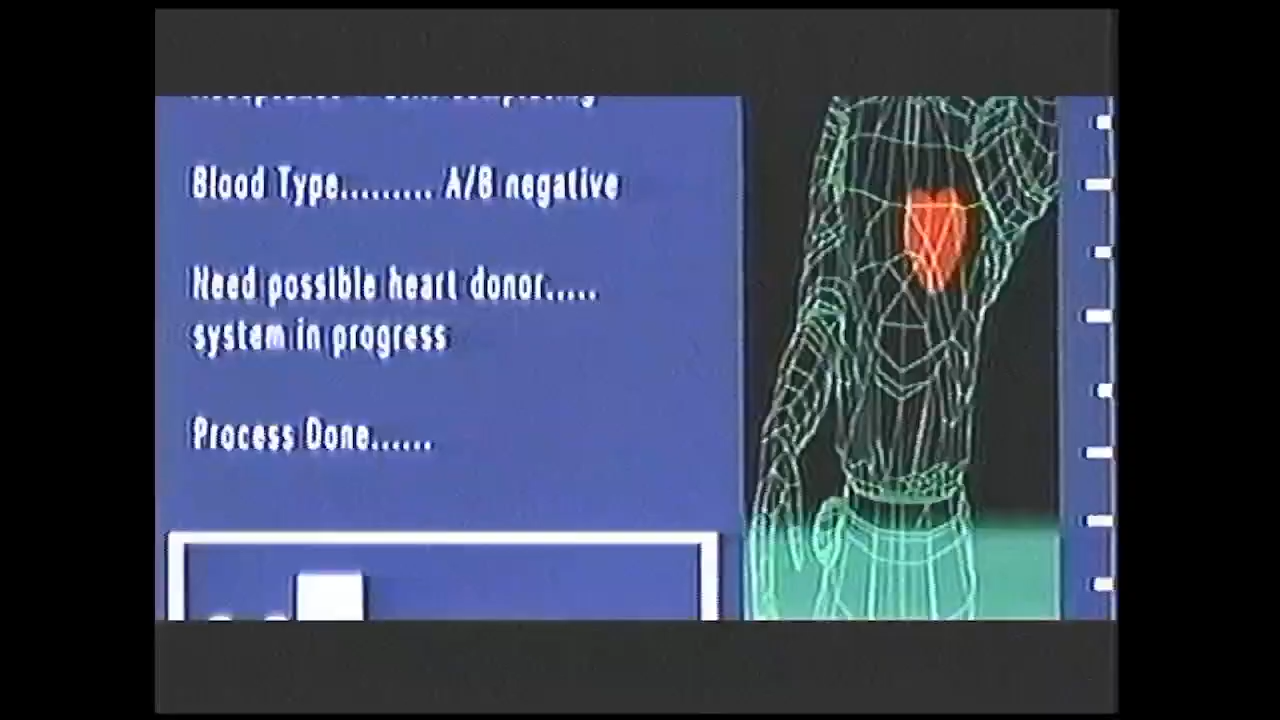 Blood Type......... A/B negative
Need possible heart donor.....
system in progress
Process Done......